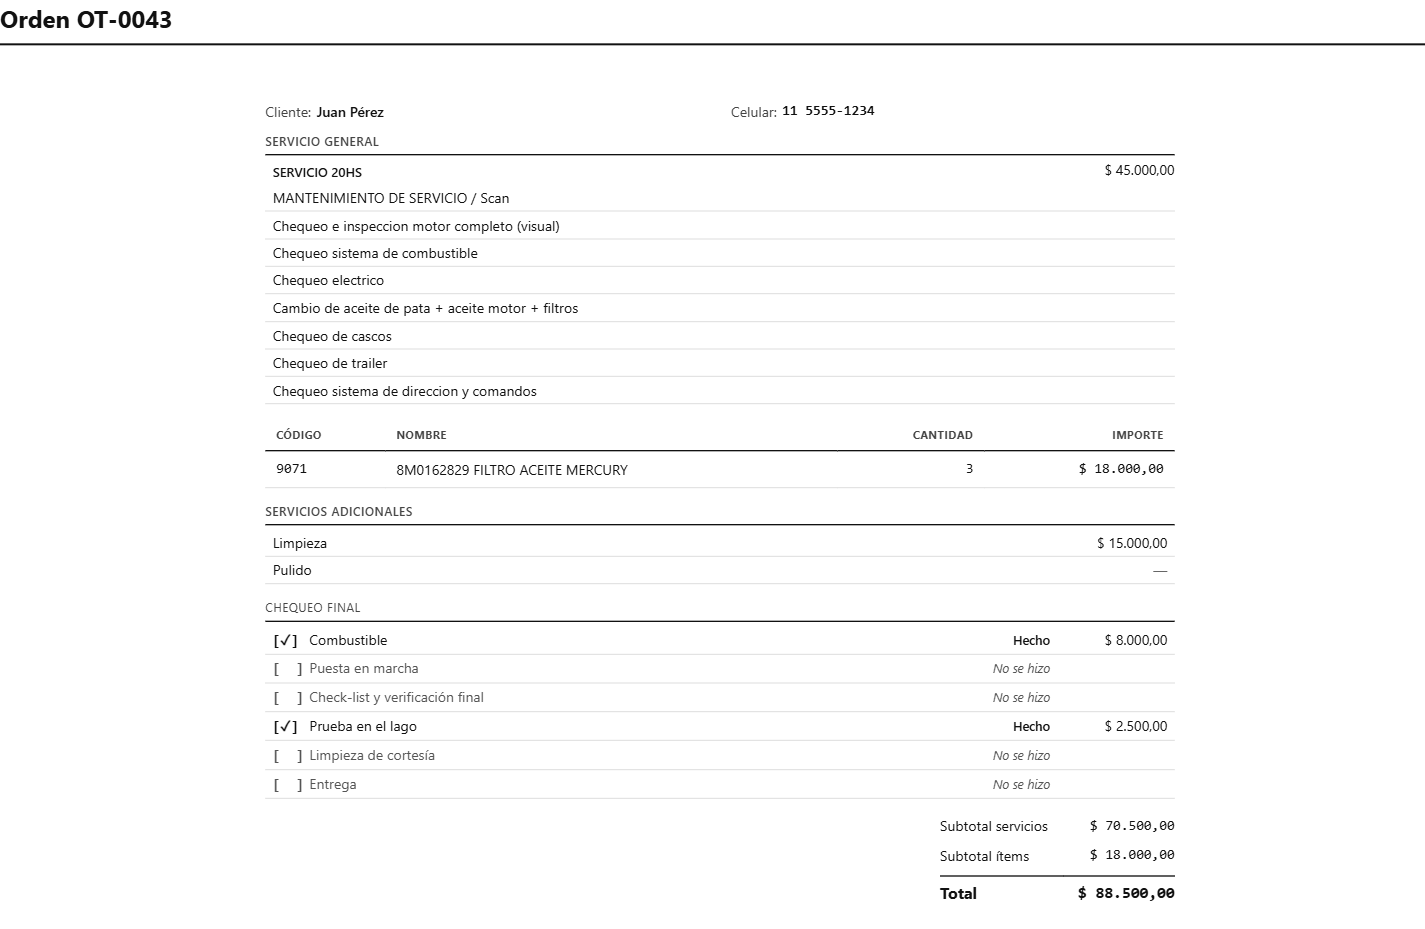 Orden OT-0043
Cliente: Juan Pérez Celular: 11 5555-1234
SERVICIO GENERAL
SERVICIO 20HS $ 45.000,00
MANTENIMIENTO DE SERVICIO / Scan
Chequeo e inspeccion motor completo (visual)
Chequeo sistema de combustible
Chequeo electrico
Cambio de aceite de pata + aceite motor + filtros
Chequeo de cascos
Chequeo de trailer
Chequeo sistema de direccion y comandos
CÓDIGO NOMBRE CANTIDAD IMPORTE
9071 8M0162829 FILTRO ACEITE MERCURY 3 $ 18.000,00
SERVICIOS ADICIONALES
Limpieza $ 15.000,00
Pulido —
CHEQUEO FINAL
[✓] Combustible Hecho $ 8.000,00
[ ] Puesta en marcha No se hizo
[ ] Check-list y verificación final No se hizo
[✓] Prueba en el lago Hecho $ 2.500,00
[ ] Limpieza de cortesía No se hizo
[ ] Entrega No se hizo
Subtotal servicios $ 70.500,00
Subtotal ítems $ 18.000,00
Total $ 88.500,00